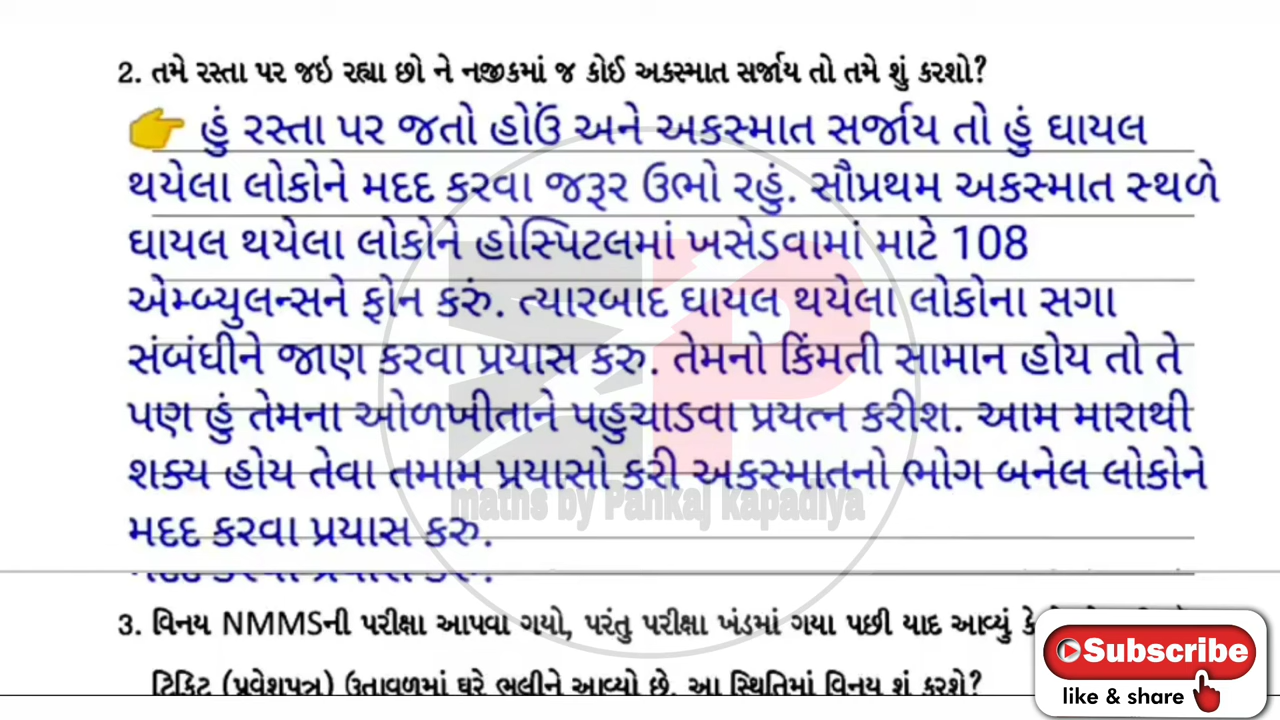 2. તમે રસ્તા પર જઇ રહ્યા છો ને નજીકમાં જ કોઈ અકસ્માત સર્જાય તો તમે શું કરશો?
👉 હું રસ્તા પર જતો હોઉં અને અકસ્માત સર્જાય તો હું ઘાયલ
થયેલા લોકોને મદદ કરવા જરૂર ઉભો રહું. સૌપ્રથમ અકસ્માત સ્થળે
ઘાયલ થયેલા લોકોને હોસ્પિટલમાં ખસેડવામાં માટે 108
એમ્બ્યુલન્સને ફોન કરું. ત્યારબાદ ઘાયલ થયેલા લોકોના સગા
સંબંધીને જાણ કરવા પ્રયાસ કરુ. તેમનો કિંમતી સામાન હોય તો તે
પણ હું તેમના ઓળખીતાને પહુચાડવા પ્રયત્ન કરીશ. આમ મારાથી
શક્ય હોય તેવા તમામ પ્રયાસો કરી અકસ્માતનો ભોગ બનેલ લોકોને
મદદ કરવા પ્રયાસ કરુ.
maths by Pankaj kapadiya
3. વિનય NMMSની પરીક્ષા આપવા ગયો, પરંતુ પરીક્ષા ખંડમાં ગયા પછી યાદ આવ્યું કે
ટિકિટ (પ્રવેશપત્ર) ઉતાવળમાં ઘરે ભૂલીને આવ્યો છે. આ સ્થિતિમાં વિનય શું કરશે?
Subscribe
like & share